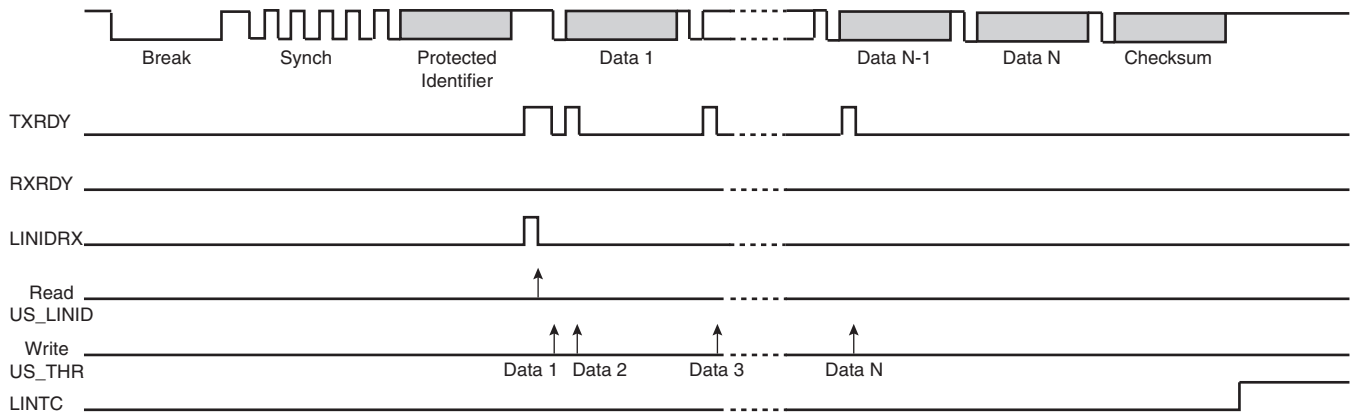 Break Synch Protected Data 1 Data N-1 Data N Checksum
Identifier
TXRDY
RXRDY
LINIDRX
Read
US_LINID
Write
US_THR
Data 1 Data 2 Data 3 Data N
LINTC